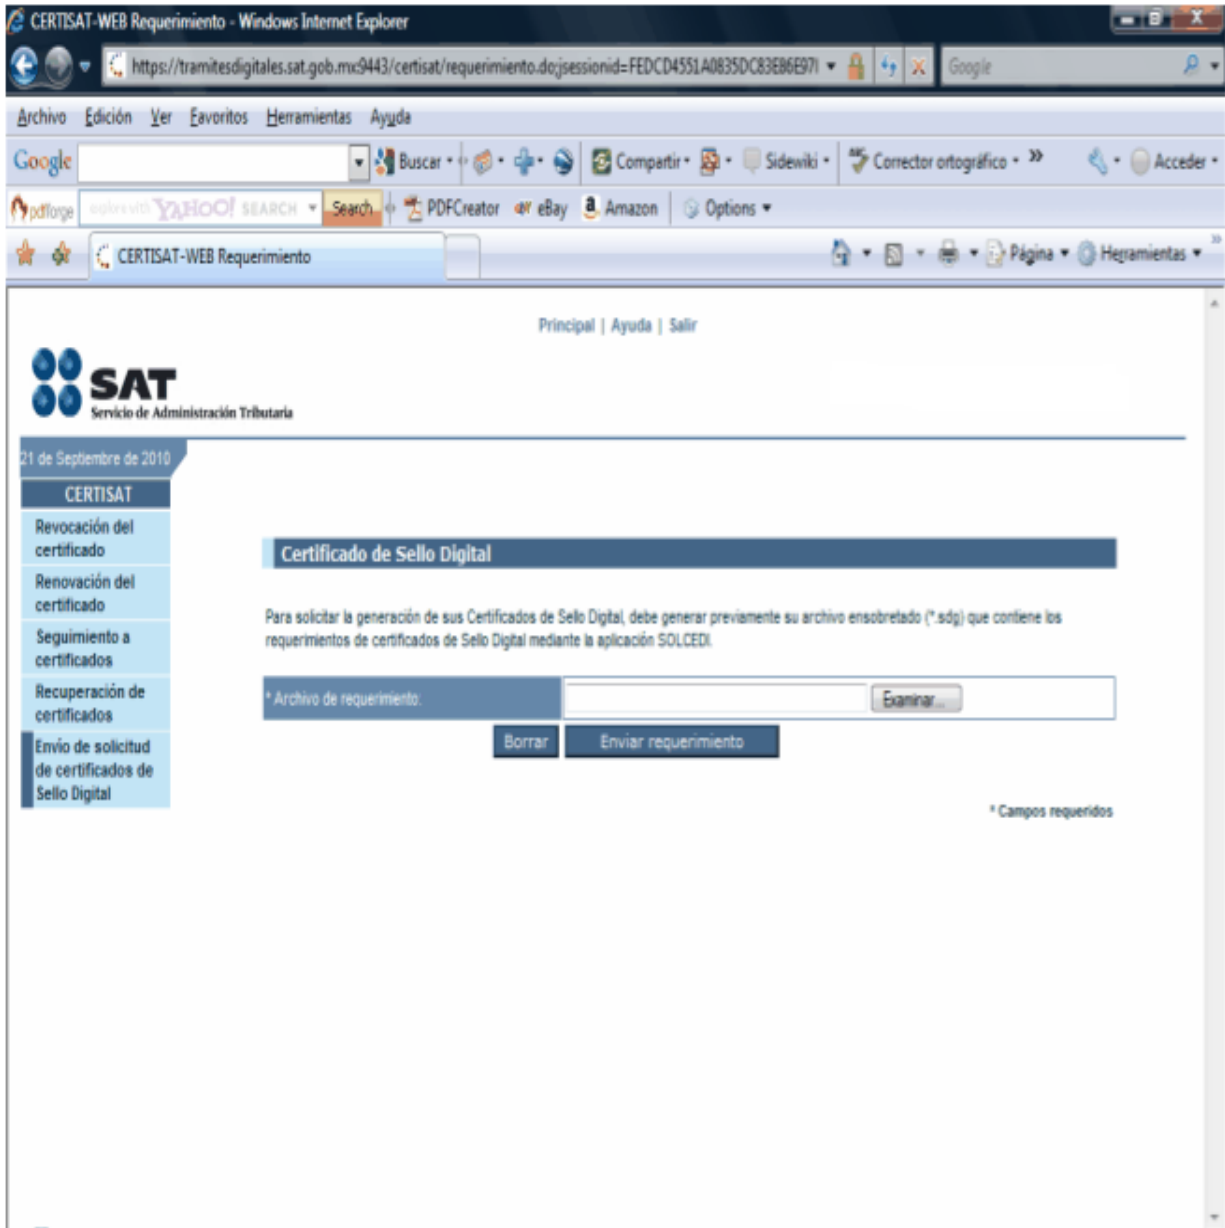 CERTISAT-WEB Requerimiento - Windows Internet Explorer
https://tramitesdigitales.sat.gob.mx:9443/certisat/requerimiento.do;jsessionid=FEDCD4551A0835DC83EB6E97I
Google
Archivo Edición Ver Favoritos Herramientas Ayuda
Google Buscar Compartir Sidewiki Corrector ortográfico Acceder
pdfforge explore with YAHOO! SEARCH Search PDFCreator eBay Amazon Options
CERTISAT-WEB Requerimiento Página Herramientas
Principal | Ayuda | Salir
SAT
Servicio de Administración Tributaria
21 de Septiembre de 2010
CERTISAT
Revocación del
certificado
Renovación del
certificado
Seguimiento a
certificados
Recuperación de
certificados
Envío de solicitud
de certificados de
Sello Digital
Certificado de Sello Digital
Para solicitar la generación de sus Certificados de Sello Digital, debe generar previamente su archivo ensobretado (*.sdg) que contiene los
requerimientos de certificados de Sello Digital mediante la aplicación SOLCEDI.
* Archivo de requerimiento:
Examinar...
Borrar Enviar requerimiento
* Campos requeridos